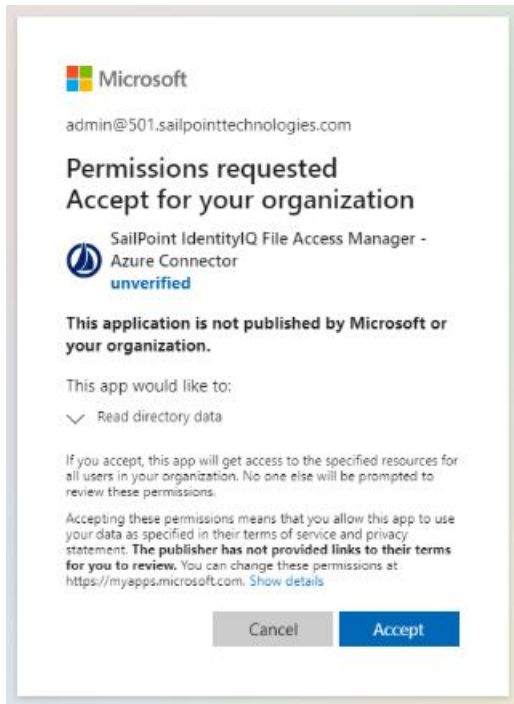 Microsoft
admin@501.sailpointtechnologies.com
Permissions requested
Accept for your organization
SailPoint IdentityIQ File Access Manager -
Azure Connector
unverified
This application is not published by Microsoft or
your organization.
This app would like to:
Read directory data
If you accept, this app will get access to the specified resources for
all users in your organization. No one else will be prompted to
review these permissions.
Accepting these permissions means that you allow this app to use
your data as specified in their terms of service and privacy
statement. The publisher has not provided links to their terms
for you to review. You can change these permissions at
https://myapps.microsoft.com. Show details
Cancel
Accept